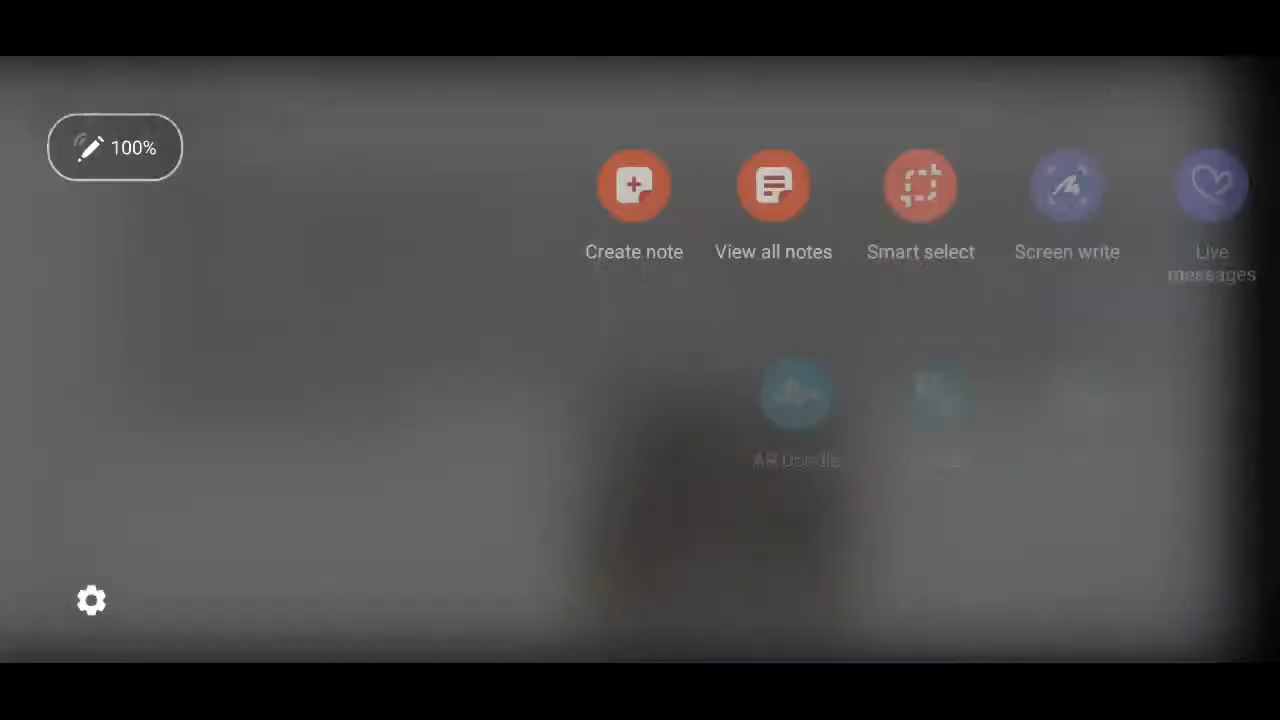 100%
Create note
View all notes
Smart select
Screen write
Live
messages
AR Doodle